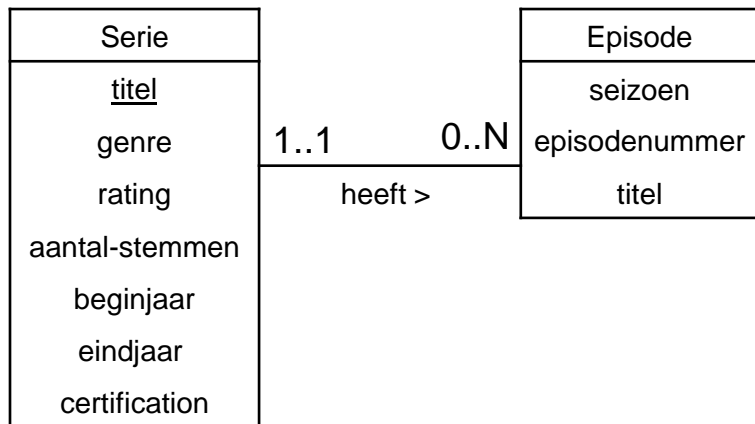 Serie
titel
genre
rating
aantal-stemmen
beginjaar
eindjaar
certification
1..1
0..N
heeft >
Episode
seizoen
episodenummer
titel